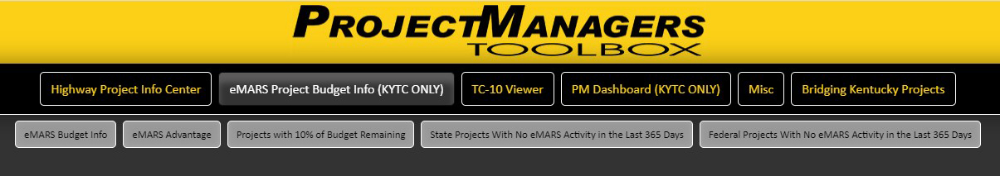 PROJECTMANAGERS
TOOLBOX
Highway Project Info Center eMARS Project Budget Info (KYTC ONLY) TC-10 Viewer PM Dashboard (KYTC ONLY) Misc Bridging Kentucky Projects
eMARS Budget Info eMARS Advantage Projects with 10% of Budget Remaining State Projects With No eMARS Activity in the Last 365 Days Federal Projects With No eMARS Activity in the Last 365 Days